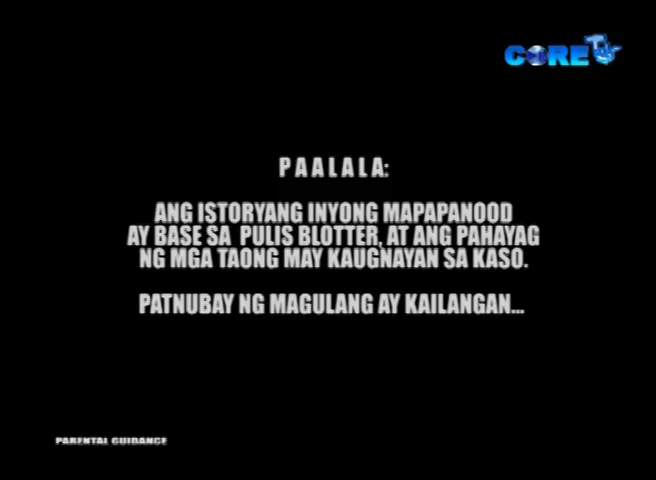 CORE
PAALALA:
ANG ISTORYANG INYONG MAPAPANOOD
AY BASE SA PULIS BLOTTER, AT ANG PAHAYAG
NG MGA TAONG MAY KAUGNAYAN SA KASO.
PATNUBAY NG MAGULANG AY KAILANGAN...
PARENTAL GUIDANCE